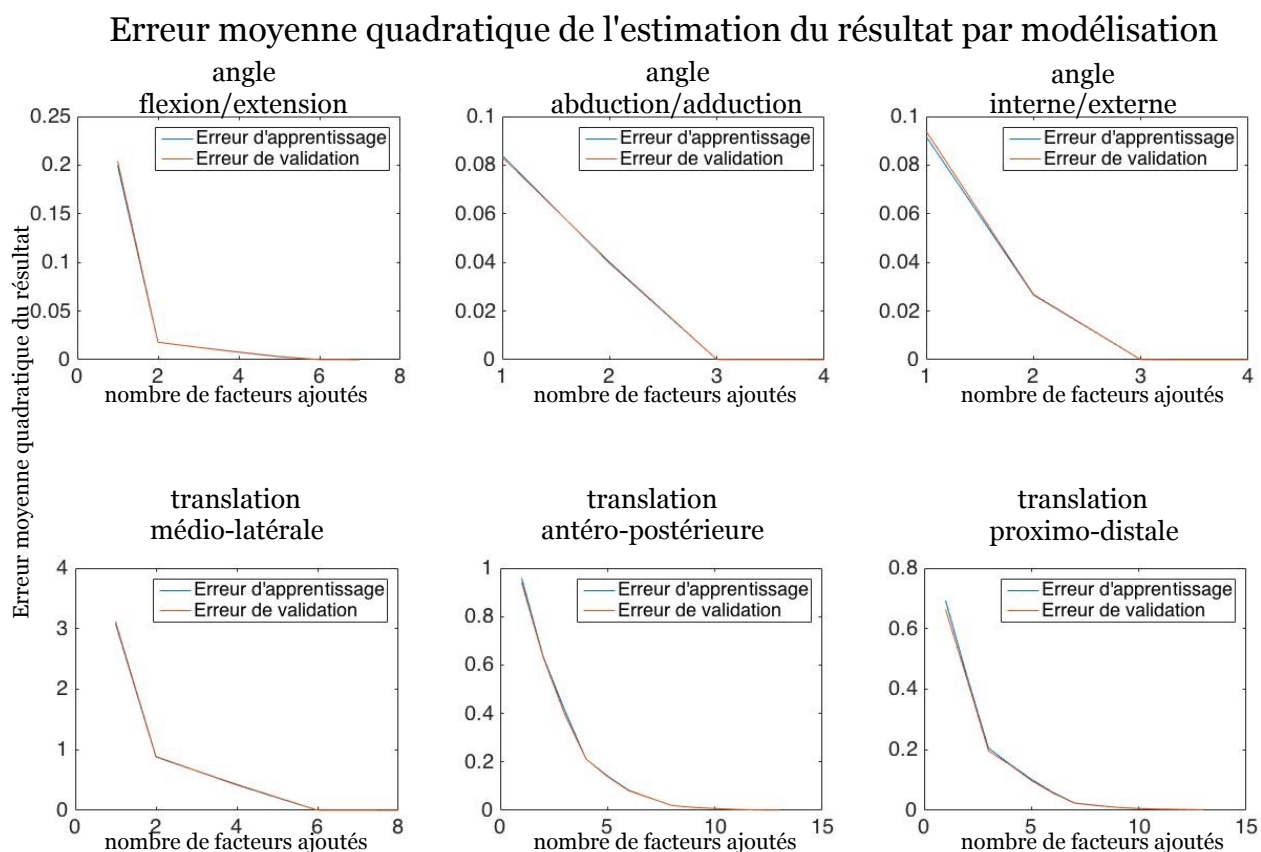 Erreur moyenne quadratique de l'estimation du résultat par modélisation
Erreur moyenne quadratique du résultat
angle
flexion/extension
0.25
0.2
0.15
0.1
0.05
0
0 2 4 6 8
Erreur d'apprentissage
Erreur de validation
nombre de facteurs ajoutés
angle
abduction/adduction
0.1
0.08
0.06
0.04
0.02
0
1 2 3 4
Erreur d'apprentissage
Erreur de validation
nombre de facteurs ajoutés
angle
interne/externe
0.1
0.08
0.06
0.04
0.02
0
1 2 3 4
Erreur d'apprentissage
Erreur de validation
nombre de facteurs ajoutés
translation
médio-latérale
4
3
2
1
0
0 2 4 6 8
Erreur d'apprentissage
Erreur de validation
nombre de facteurs ajoutés
translation
antéro-postérieure
1
0.8
0.6
0.4
0.2
0
0 5 10 15
Erreur d'apprentissage
Erreur de validation
nombre de facteurs ajoutés
translation
proximo-distale
0.8
0.6
0.4
0.2
0
0 5 10 15
Erreur d'apprentissage
Erreur de validation
nombre de facteurs ajoutés